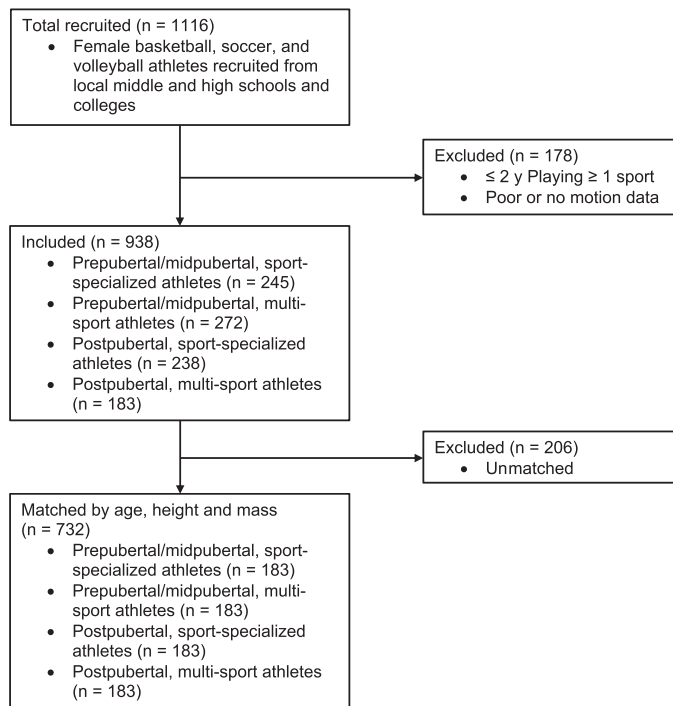 Total recruited (n = 1116)
• Female basketball, soccer, and
volleyball athletes recruited from
local middle and high schools and
colleges
Excluded (n = 178)
• ≤ 2 y Playing ≥ 1 sport
• Poor or no motion data
Included (n = 938)
• Prepubertal/midpubertal, sport-
specialized athletes (n = 245)
• Prepubertal/midpubertal, multi-
sport athletes (n = 272)
• Postpubertal, sport-specialized
athletes (n = 238)
• Postpubertal, multi-sport athletes
(n = 183)
Excluded (n = 206)
• Unmatched
Matched by age, height and mass
(n = 732)
• Prepubertal/midpubertal, sport-
specialized athletes (n = 183)
• Prepubertal/midpubertal, multi-
sport athletes (n = 183)
• Postpubertal, sport-specialized
athletes (n = 183)
• Postpubertal, multi-sport athletes
(n = 183)